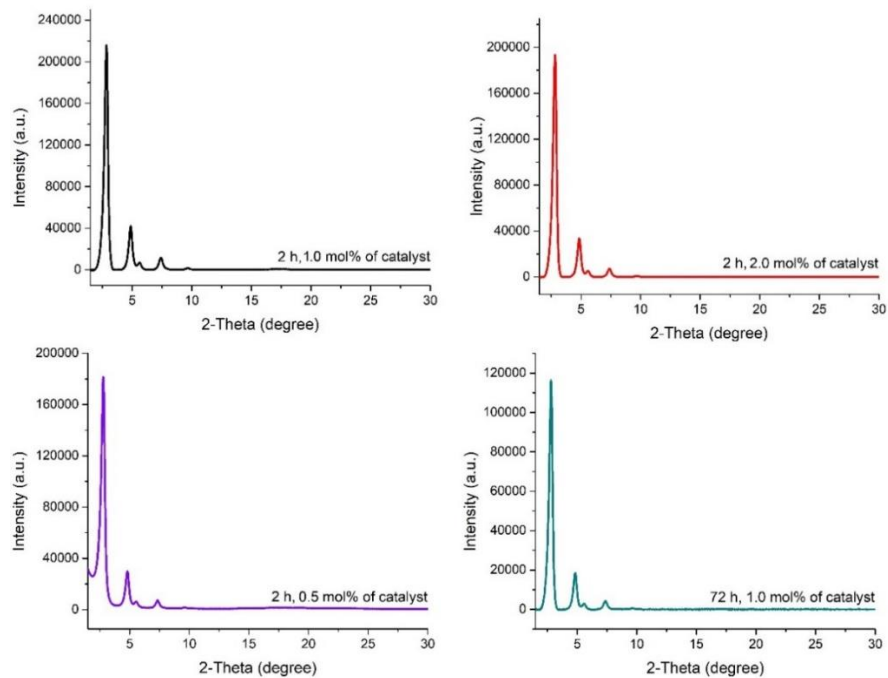 240000
200000
160000
120000
80000
40000
0
Intensity (a.u.)
2 h, 1.0 mol% of catalyst
5 10 15 20 25 30
2-Theta (degree)
200000
160000
120000
80000
40000
0
Intensity (a.u.)
2 h, 2.0 mol% of catalyst
5 10 15 20 25 30
2-Theta (degree)
200000
160000
120000
80000
40000
0
Intensity (a.u.)
2 h, 0.5 mol% of catalyst
5 10 15 20 25 30
2-Theta (degree)
120000
100000
80000
60000
40000
20000
0
Intensity (a.u.)
72 h, 1.0 mol% of catalyst
5 10 15 20 25 30
2-Theta (degree)